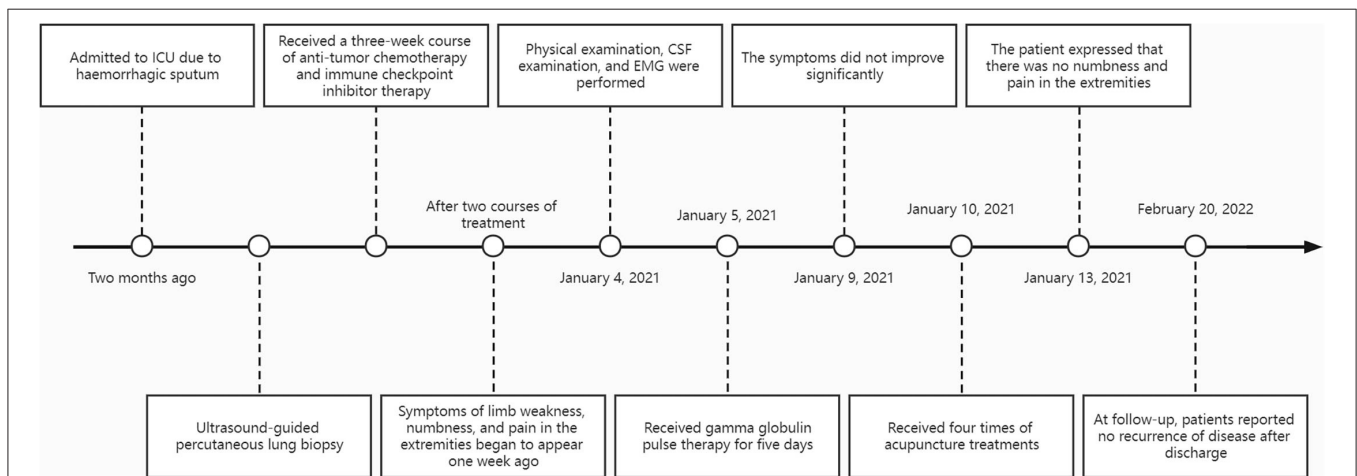 Admitted to ICU due to
haemorrhagic sputum
Received a three-week course
of anti-tumor chemotherapy
and immune checkpoint
inhibitor therapy
Physical examination, CSF
examination, and EMG were
performed
The symptoms did not improve
significantly
The patient expressed that
there was no numbness and
pain in the extremities
After two courses of
treatment
January 5, 2021
January 10, 2021
February 20, 2022
Two months ago
January 4, 2021
January 9, 2021
January 13, 2021
Ultrasound-guided
percutaneous lung biopsy
Symptoms of limb weakness,
numbness, and pain in the
extremities began to appear
one week ago
Received gamma globulin
pulse therapy for five days
Received four times of
acupuncture treatments
At follow-up, patients reported
no recurrence of disease after
discharge